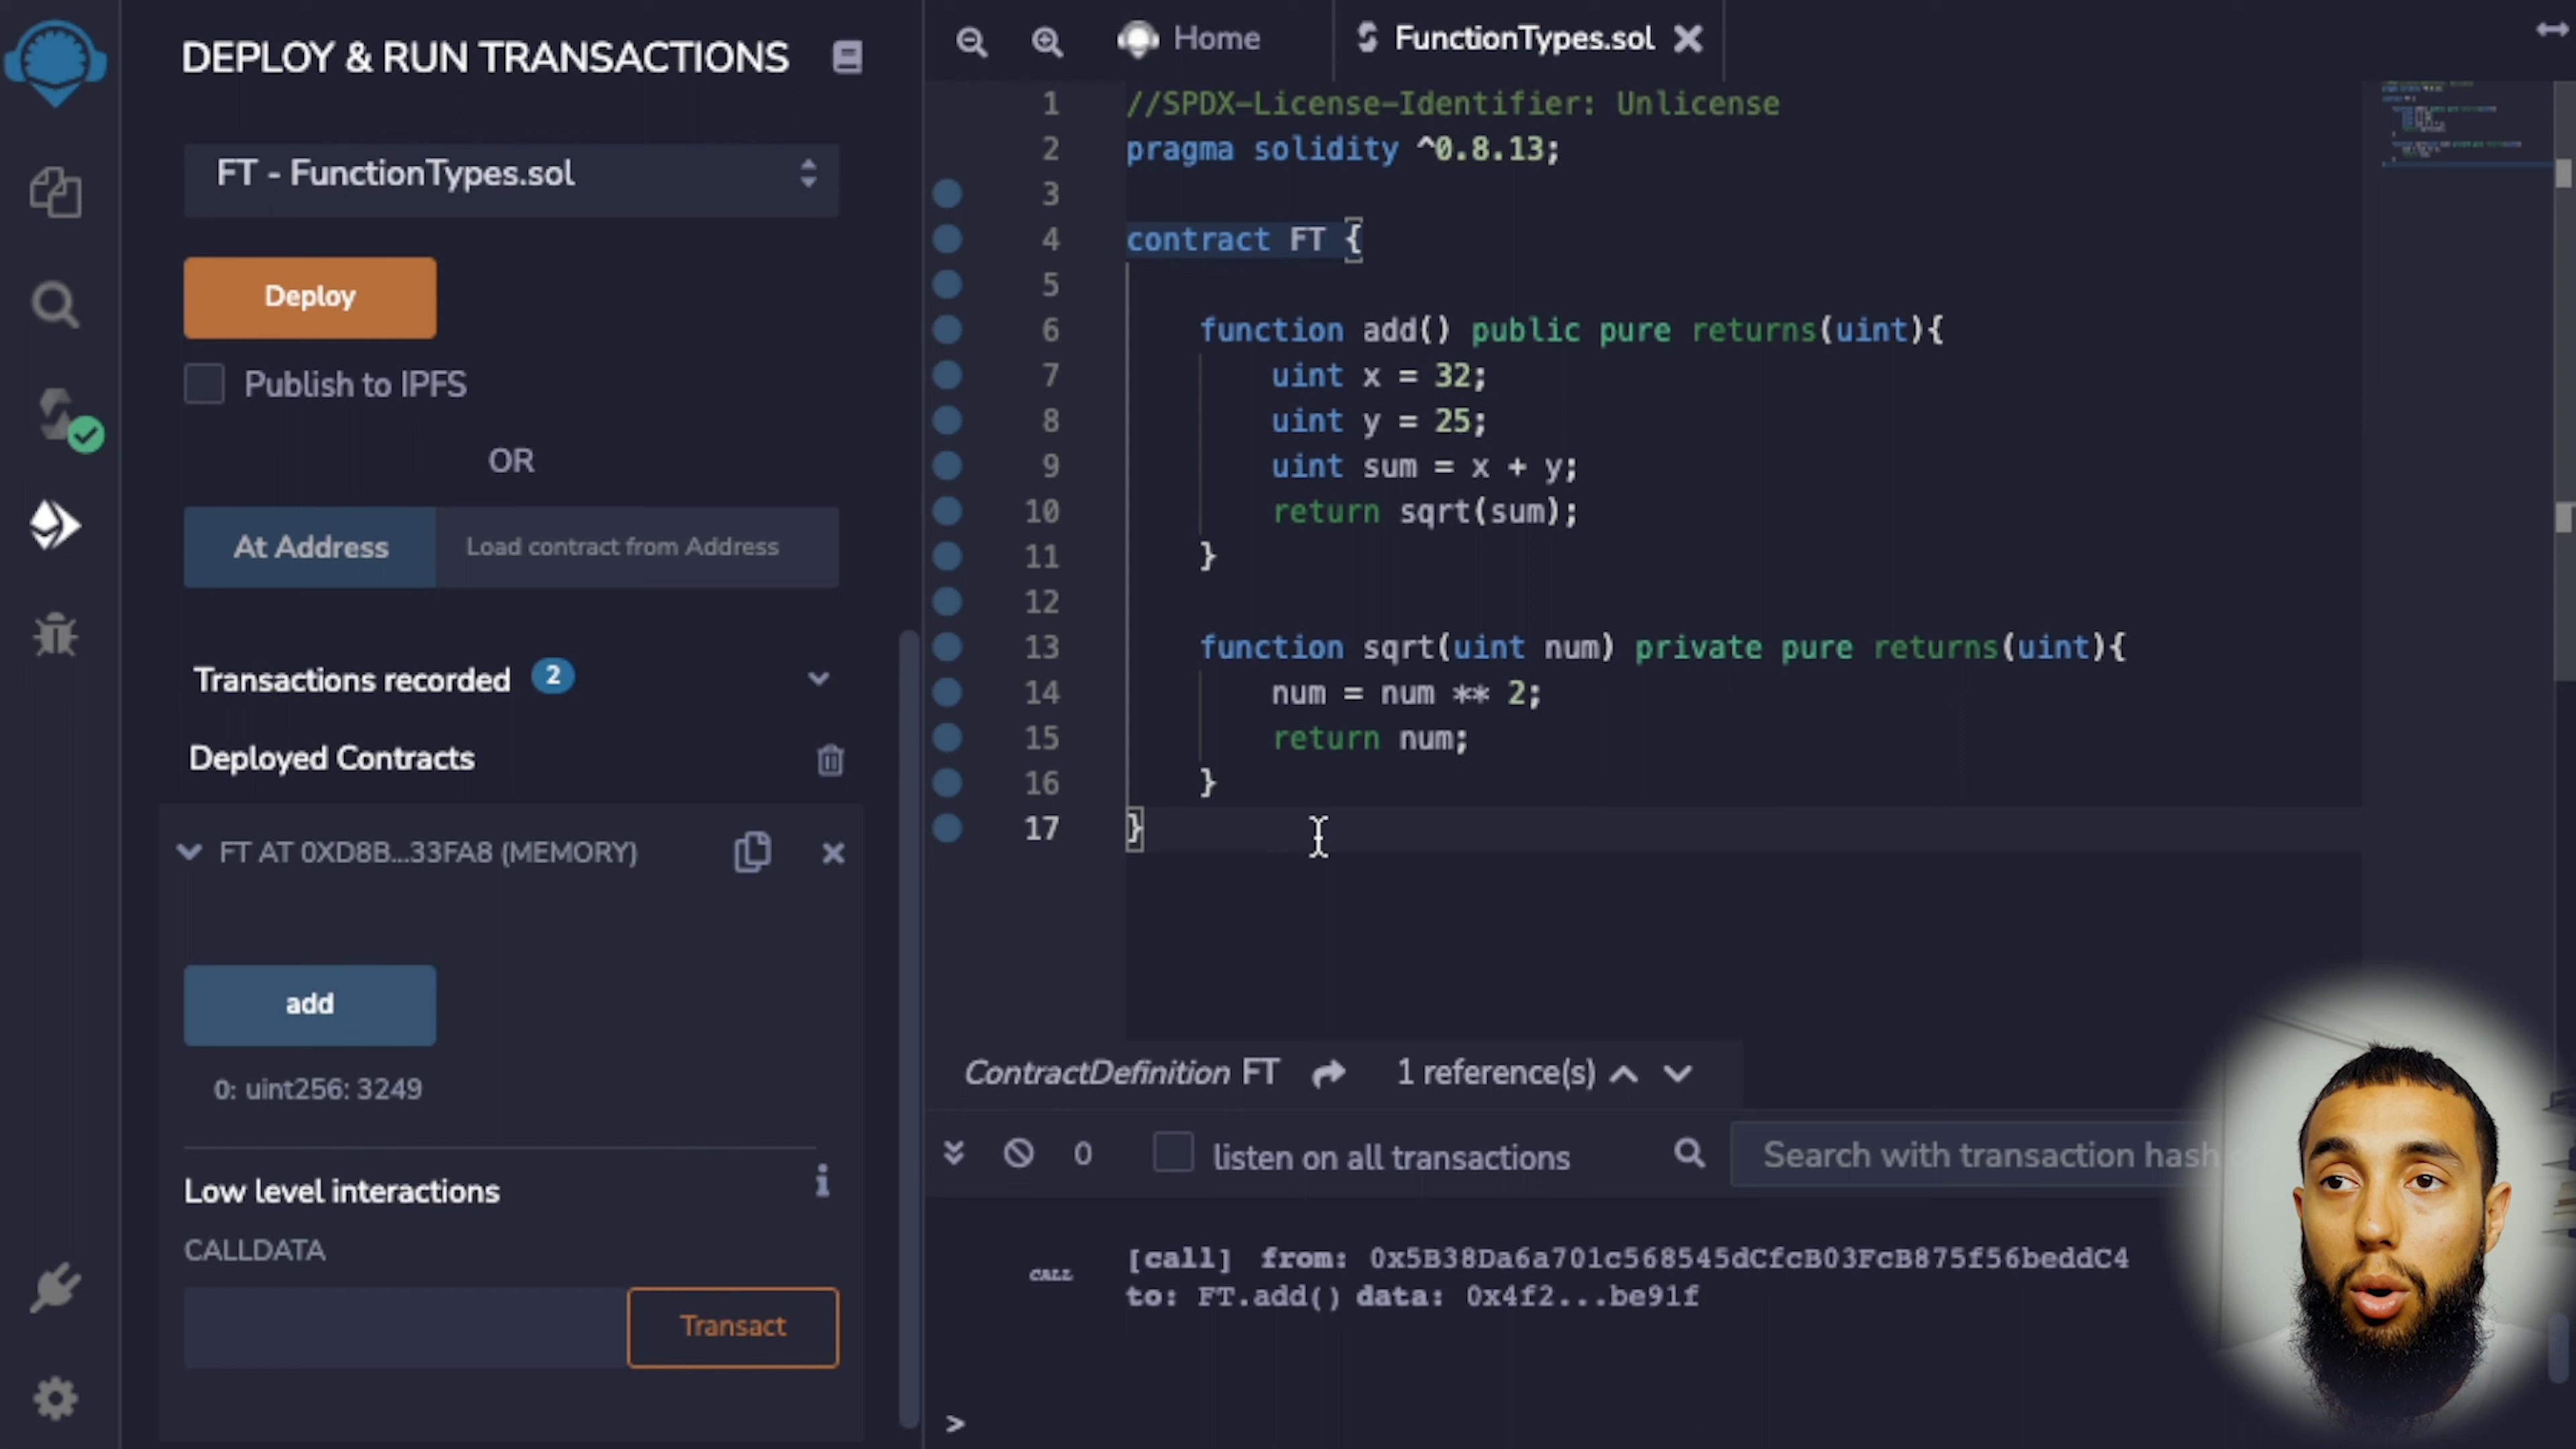 DEPLOY & RUN TRANSACTIONS
FT - FunctionTypes.sol
Deploy
Publish to IPFS
OR
At Address
Load contract from Address
Transactions recorded 2
Deployed Contracts
FT AT 0XD8B...33FA8 (MEMORY)
add
0: uint256: 3249
Low level interactions
i
CALLDATA
Transact
Home
FunctionTypes.sol
1 //SPDX-License-Identifier: Unlicense
2 pragma solidity ^0.8.13;
3
4 contract FT {
5
6 function add() public pure returns(uint){
7 uint x = 32;
8 uint y = 25;
9 uint sum = x + y;
10 return sqrt(sum);
11 }
12
13 function sqrt(uint num) private pure returns(uint){
14 num = num ** 2;
15 return num;
16 }
17 }
ContractDefinition FT 1 reference(s)
0 listen on all transactions Search with transaction hash
CALL [call] from: 0x5B38Da6a701c568545dCfcB03FcB875f56beddC4
to: FT.add() data: 0x4f2...be91f
>